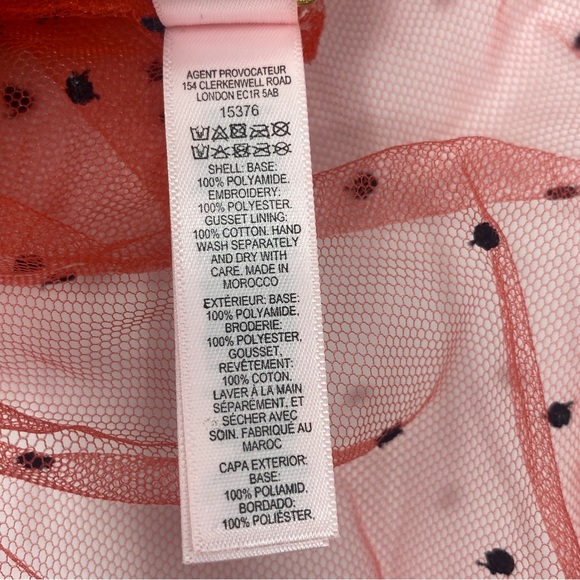 AGENT PROVOCATEUR
154 CLERKENWELL ROAD
LONDON EC1R 5AB
15376
SHELL: BASE:
100% POLYAMIDE.
EMBROIDERY:
100% POLYESTER.
GUSSET LINING:
100% COTTON. HAND
WASH SEPARATELY
AND DRY WITH
CARE. MADE IN
MOROCCO
EXTÉRIEUR: BASE:
100% POLYAMIDE,
BRODERIE:
100% POLYESTER,
GOUSSET,
REVÊTEMENT:
100% COTON,
LAVER À LA MAIN
SÉPARÉMENT, ET
SÉCHER AVEC
SOIN. FABRIQUÉ AU
MAROC
CAPA EXTERIOR:
BASE:
100% POLIAMID,
BORDADO:
100% POLIÉSTER,